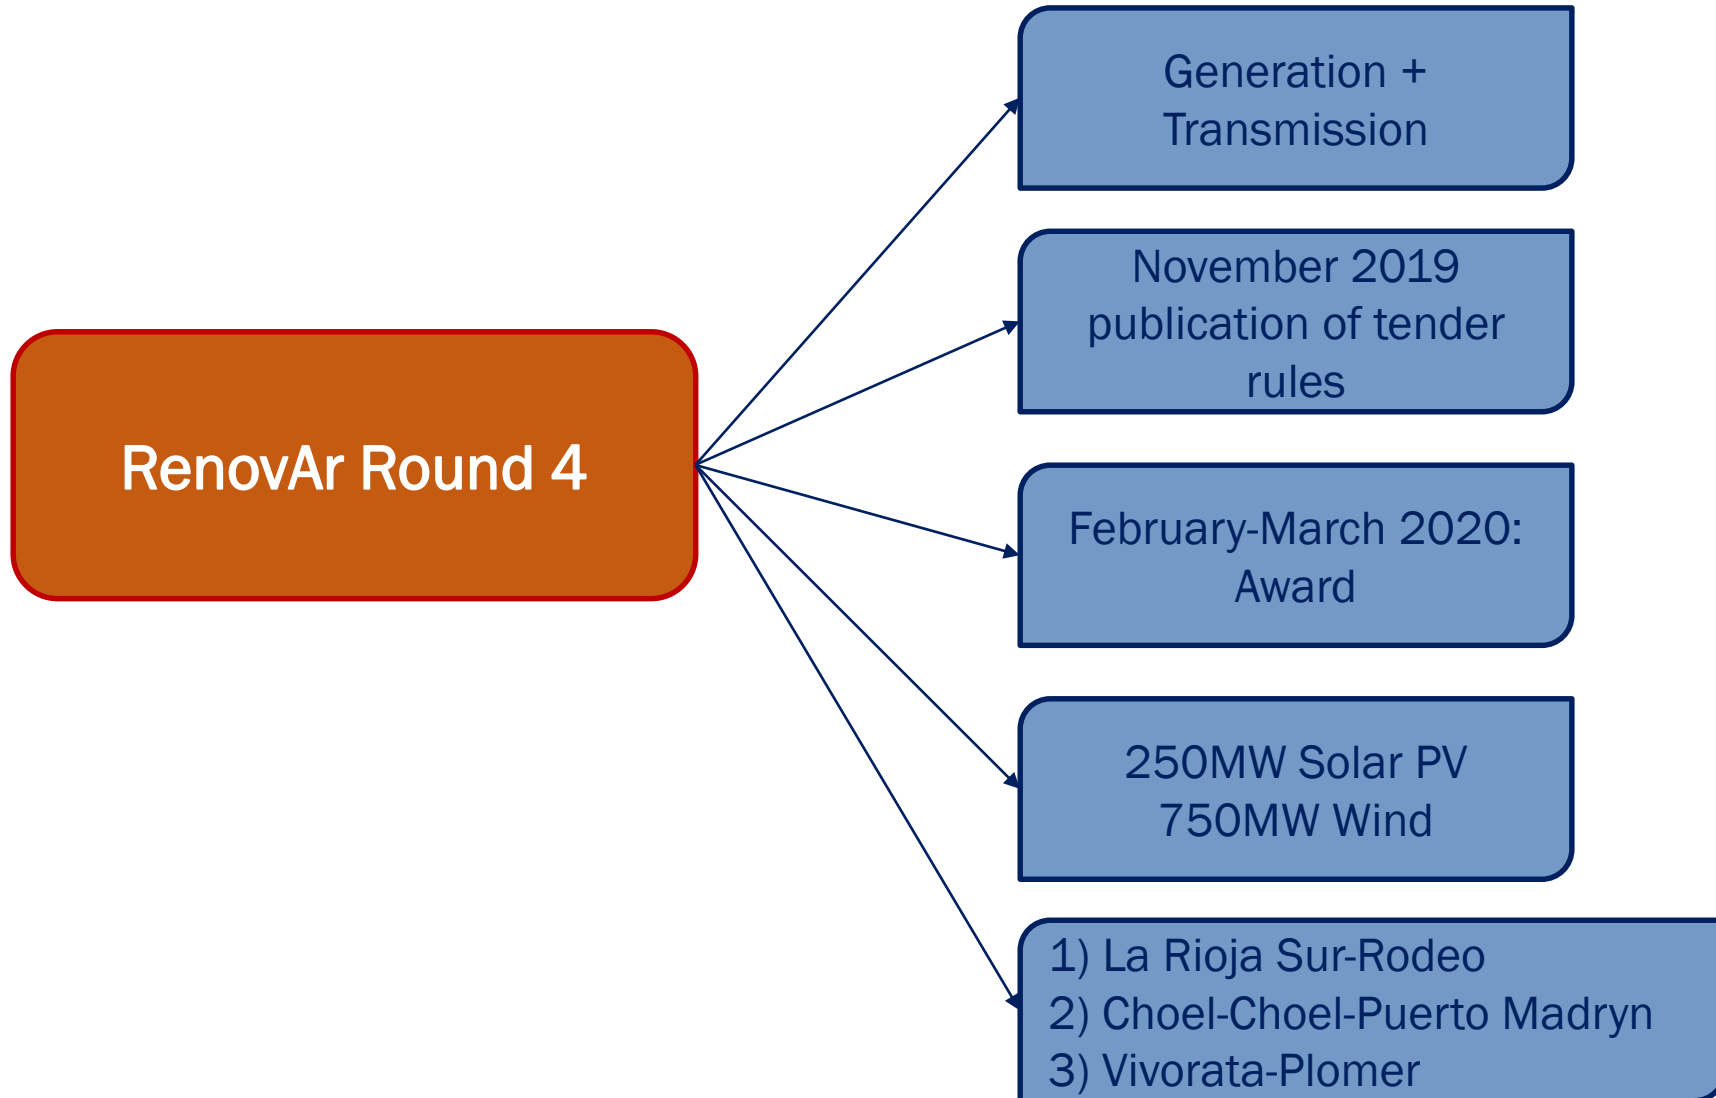 RenovAr Round 4
Generation +
Transmission
November 2019
publication of tender
rules
February-March 2020:
Award
250MW Solar PV
750MW Wind
1) La Rioja Sur-Rodeo
2) Choel-Choel-Puerto Madryn
3) Vivorata-Plomer